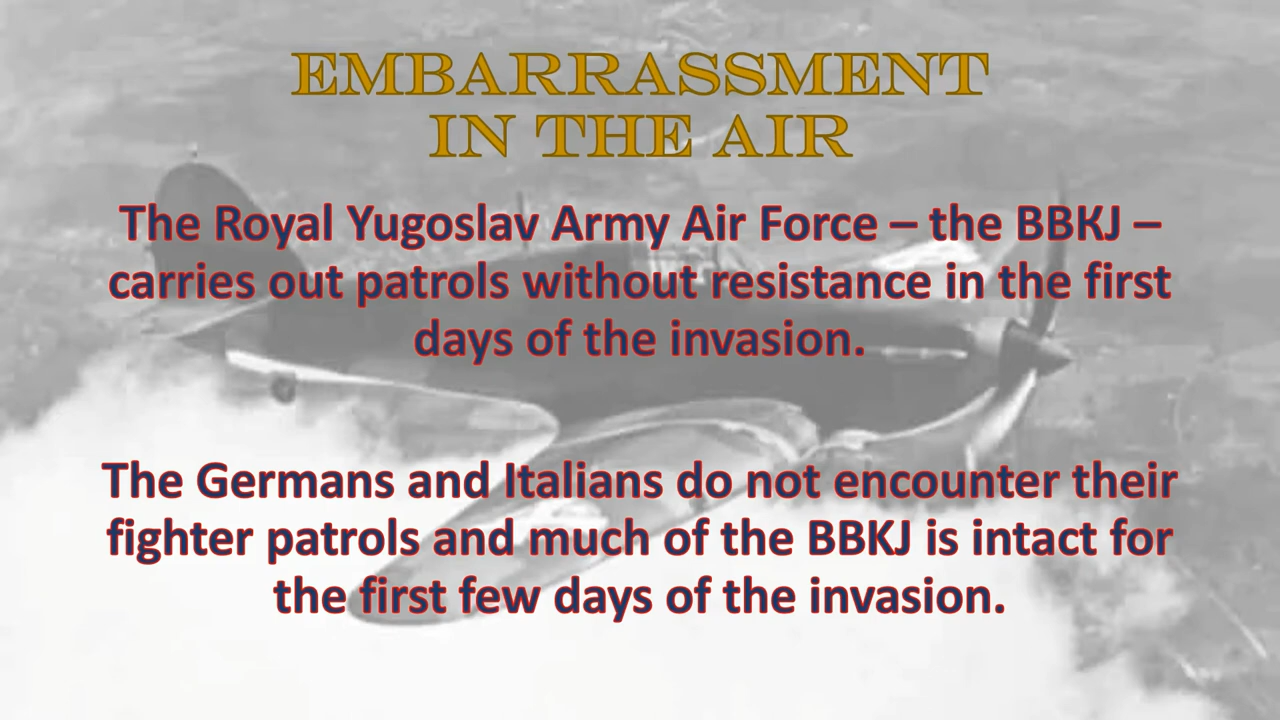 EMBARRASSMENT
IN THE AIR
The Royal Yugoslav Army Air Force – the BBKJ –
carries out patrols without resistance in the first
days of the invasion.
The Germans and Italians do not encounter their
fighter patrols and much of the BBKJ is intact for
the first few days of the invasion.